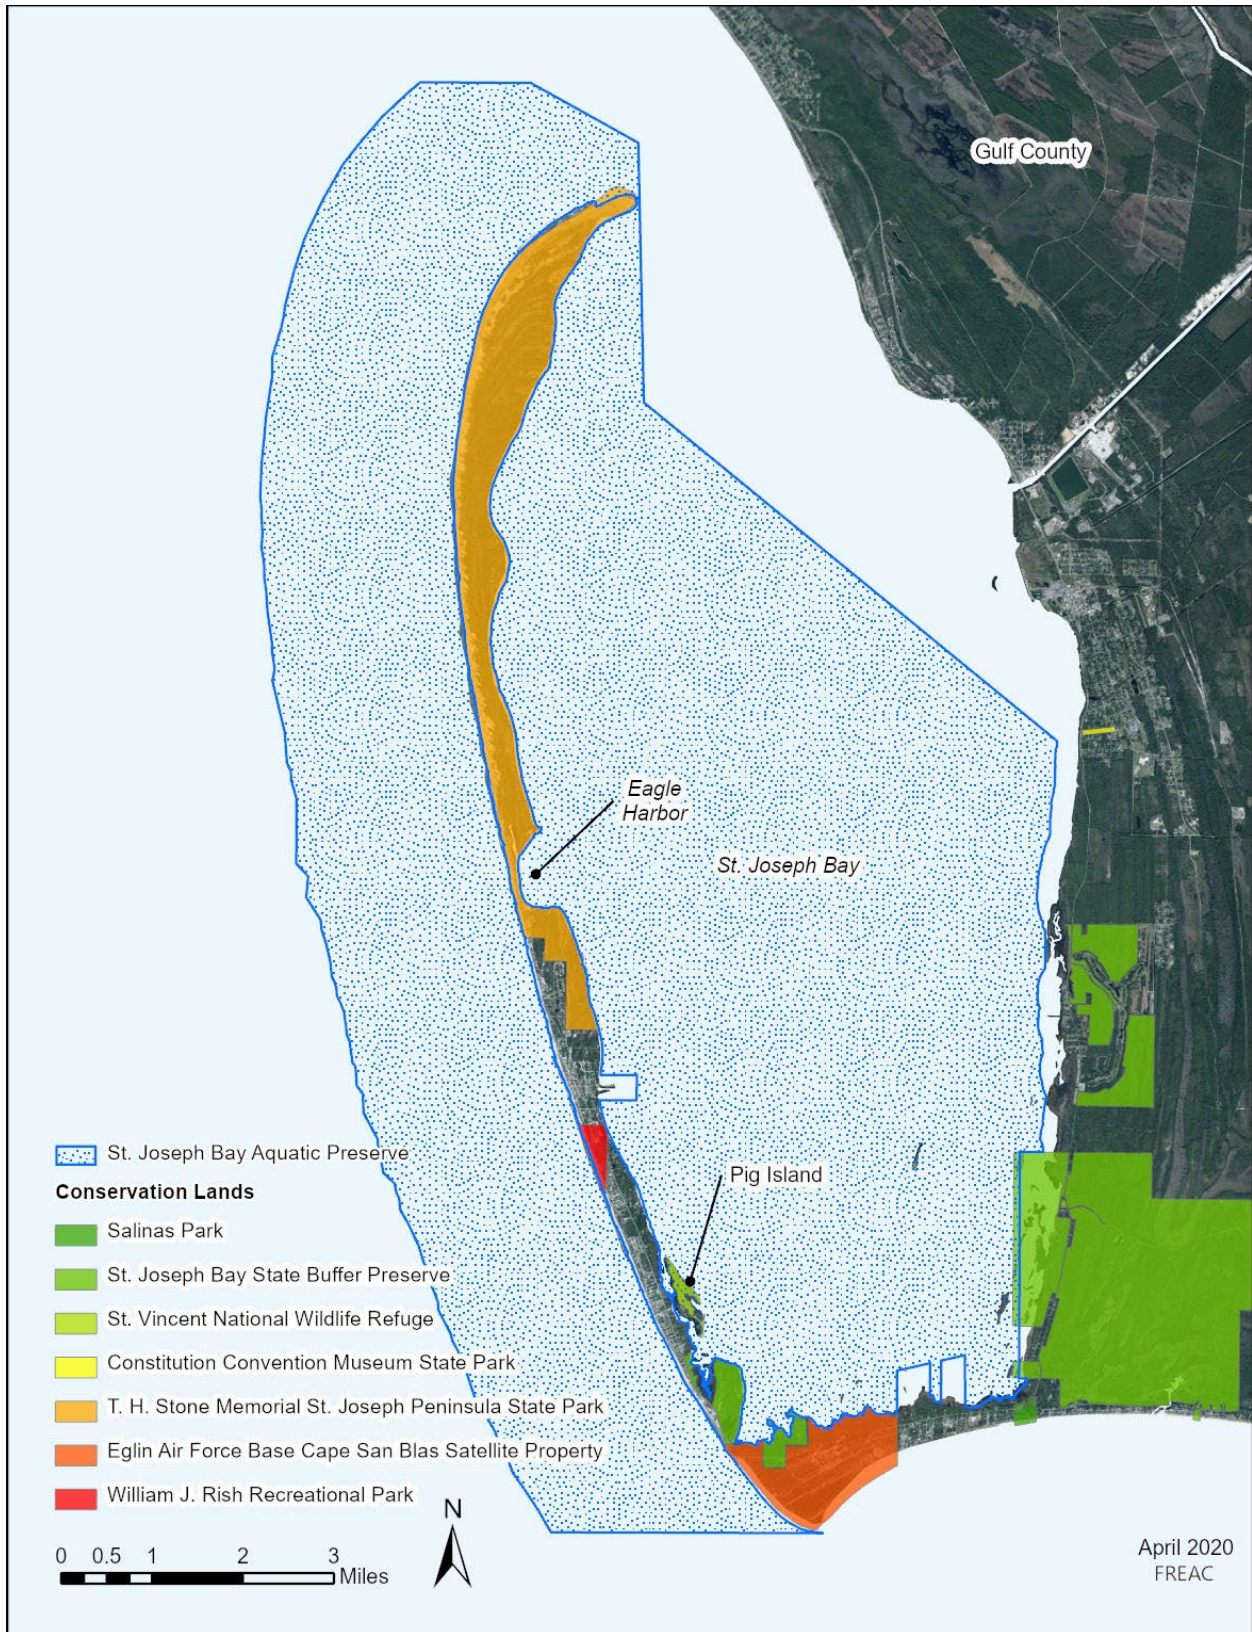 Gulf County
Eagle
Harbor
St. Joseph Bay
Pig Island
St. Joseph Bay Aquatic Preserve
Conservation Lands
Salinas Park
St. Joseph Bay State Buffer Preserve
St. Vincent National Wildlife Refuge
Constitution Convention Museum State Park
T. H. Stone Memorial St. Joseph Peninsula State Park
Eglin Air Force Base Cape San Blas Satellite Property
William J. Rish Recreational Park
0 0.5 1 2 3
Miles
N
April 2020
FREAC